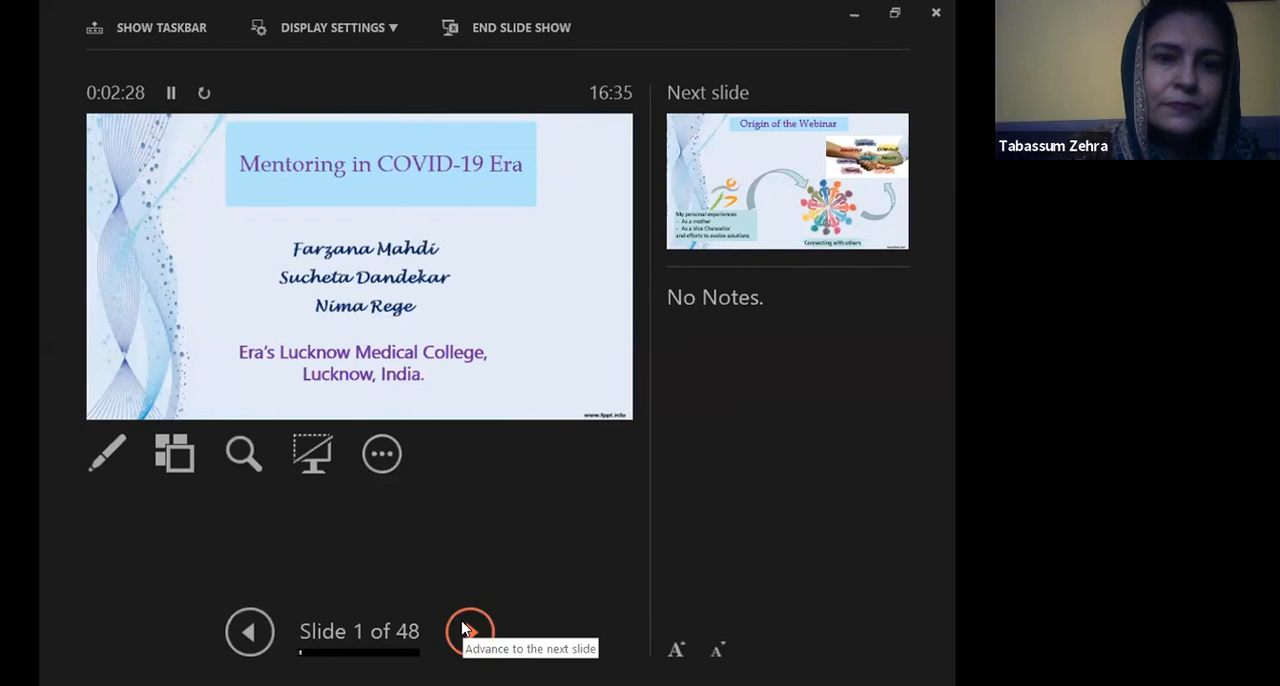 SHOW TASKBAR
DISPLAY SETTINGS
END SLIDE SHOW
0:02:28
16:35
Next slide
Mentoring in COVID-19 Era
Farzana Mahdi
Sucheta Dandekar
Nima Rege
Era's Lucknow Medical College,
Lucknow, India.
www.fppt.info
Origin of the Webinar
My personal experiences
- As a mother
- As a Vice Chancellor
and efforts to evolve solutions
Connecting with others
No Notes.
Slide 1 of 48
Advance to the next slide
A A
Tabassum Zehra